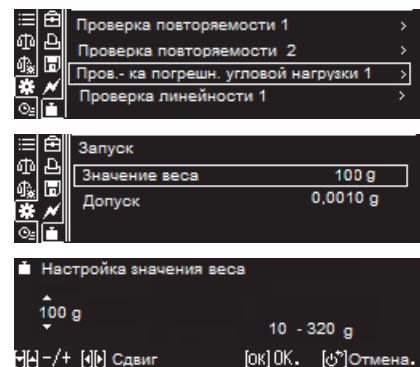 Проверка повторяемости 1 >
Проверка повторяемости 2 >
Пров.- ка погрешн. угловой нагрузки 1 >
Проверка линейности 1 >
Запуск
Значение веса 100 g
Допуск 0,0010 g
Настройка значения веса
100 g
10 - 320 g
-/+ Сдвиг [OK] OK. Отмена.